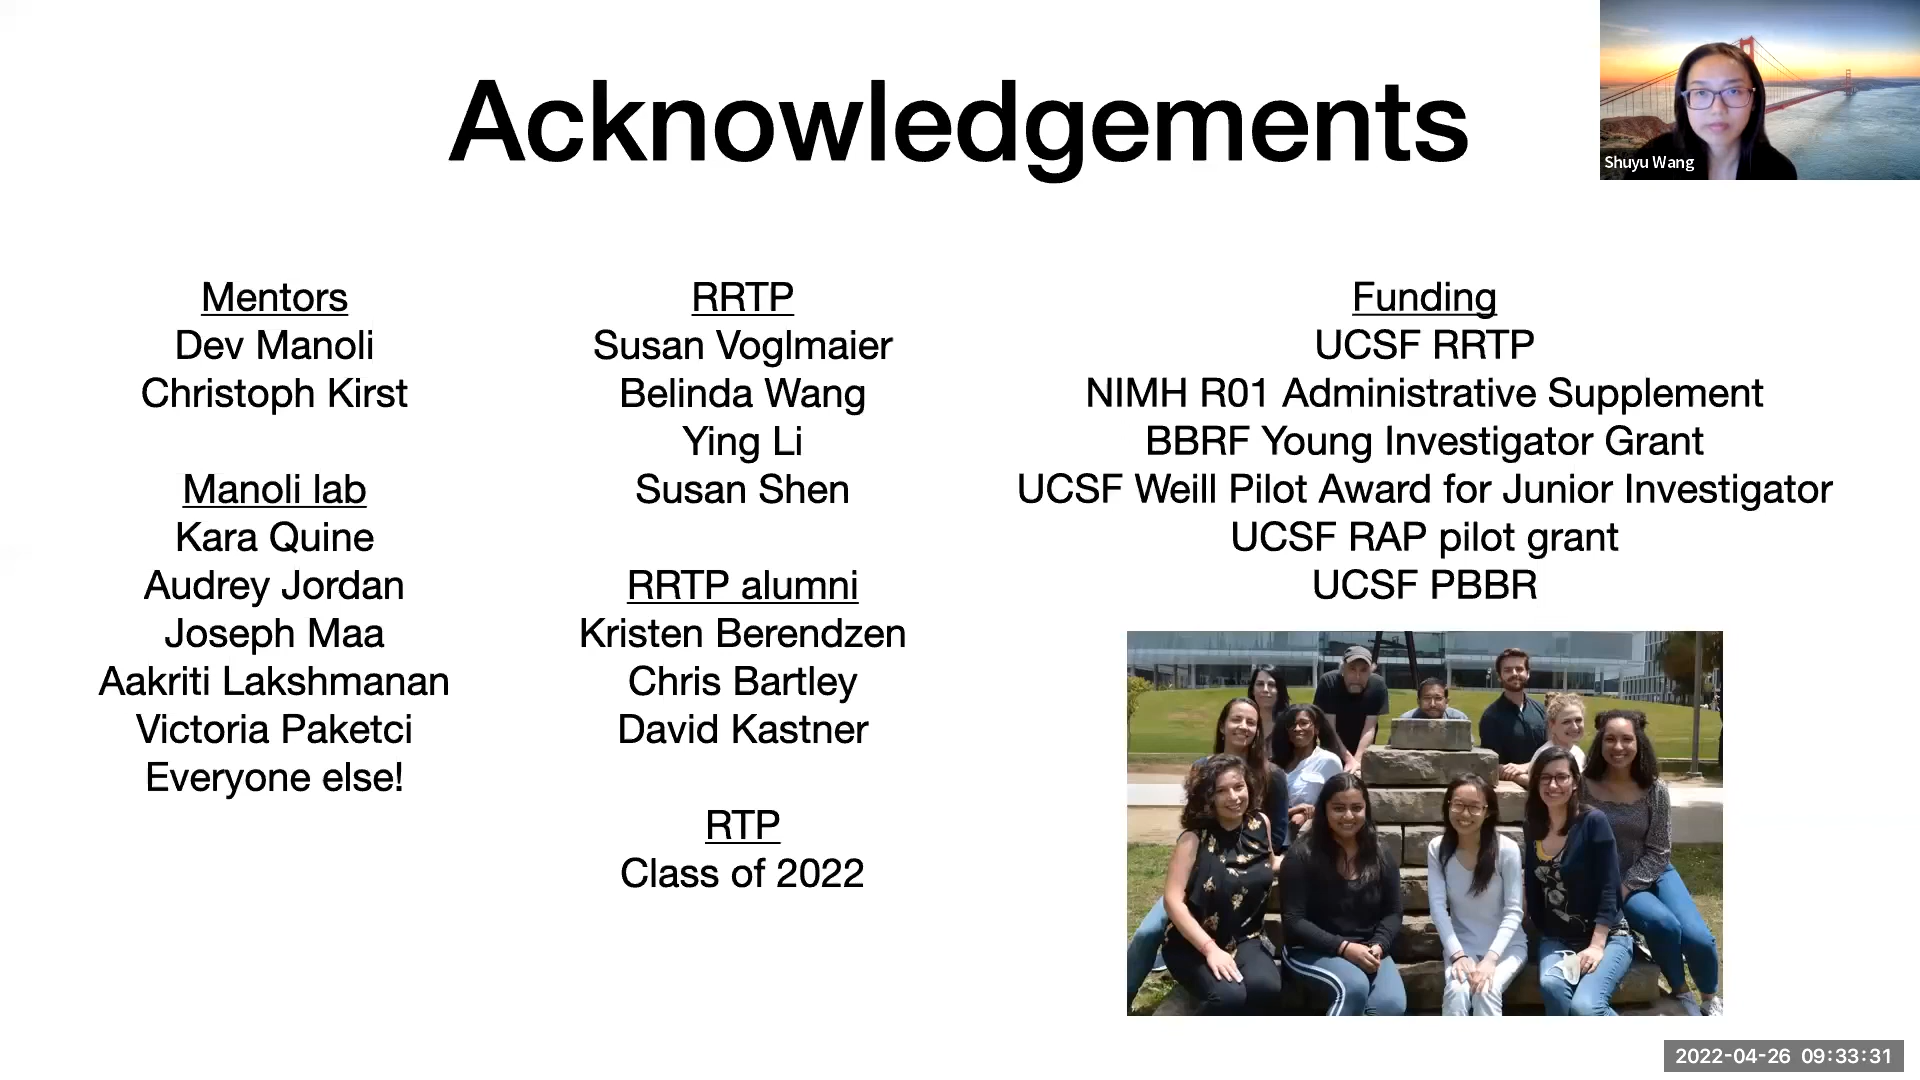 Acknowledgements
Shuyu Wang
Mentors
Dev Manoli
Christoph Kirst
Manoli lab
Kara Quine
Audrey Jordan
Joseph Maa
Aakriti Lakshmanan
Victoria Paketci
Everyone else!
RRTP
Susan Voglmaier
Belinda Wang
Ying Li
Susan Shen
RRTP alumni
Kristen Berendzen
Chris Bartley
David Kastner
RTP
Class of 2022
Funding
UCSF RRTP
NIMH R01 Administrative Supplement
BBRF Young Investigator Grant
UCSF Weill Pilot Award for Junior Investigator
UCSF RAP pilot grant
UCSF PBBR
2022-04-26 09:33:31